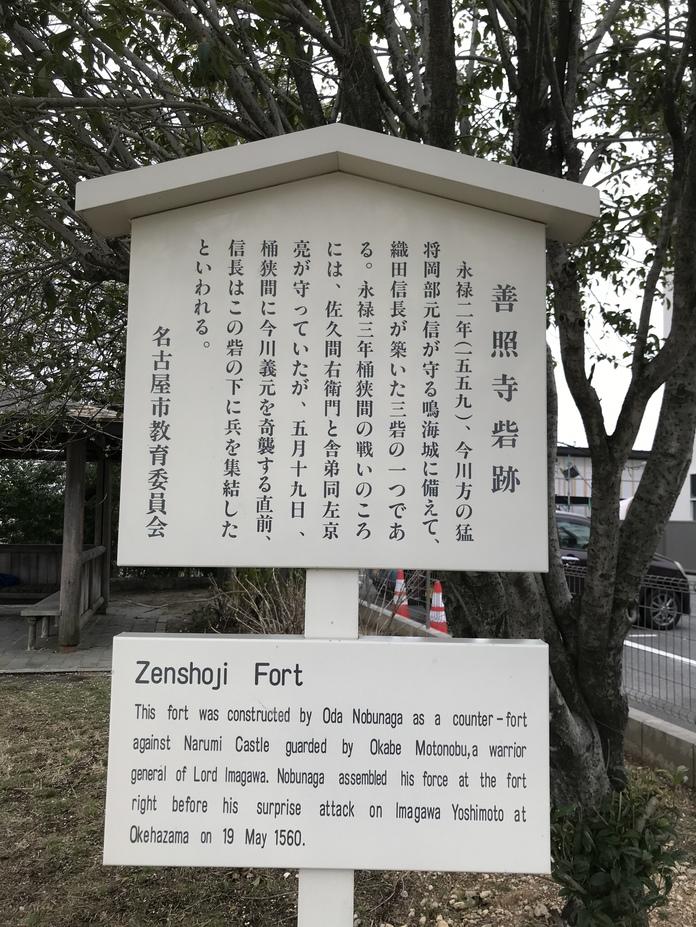 善照寺砦跡
永禄二年(一五五九)、今川方の猛
将岡部元信が守る鳴海城に備えて、
織田信長が築いた三砦の一つであ
る。永禄三年桶狭間の戦いのころ
には、佐久間右衛門と舎弟同左京
亮が守っていたが、五月十九日、
桶狭間に今川義元を奇襲する直前、
信長はこの砦の下に兵を集結した
といわれる。
名古屋市教育委員会
Zenshoji Fort
This fort was constructed by Oda Nobunaga as a counter-fort
against Narumi Castle guarded by Okabe Motonobu,a warrior
general of Lord Imagawa. Nobunaga assembled his force at the fort
right before his surprise attack on Imagawa Yoshimoto at
Okehazama on 19 May 1560.